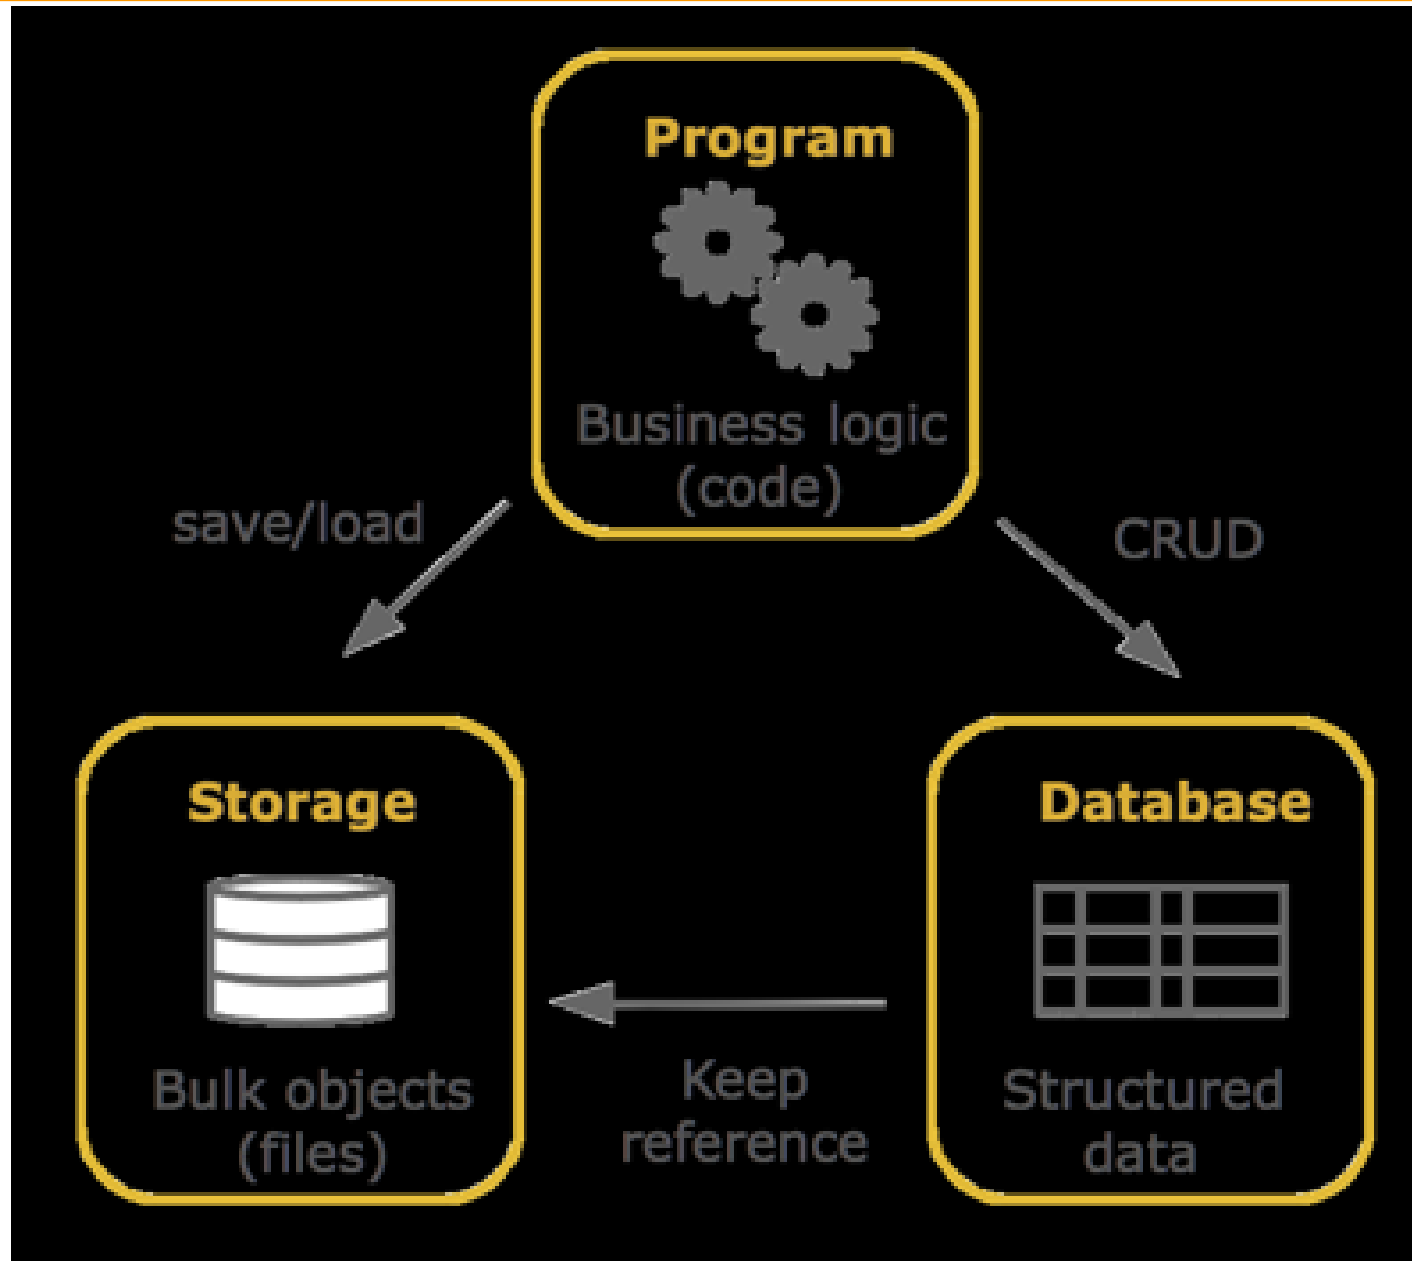 Program
Business logic
(code)
save/load
CRUD
Storage
Bulk objects
(files)
Keep
reference
Database
Structured
data